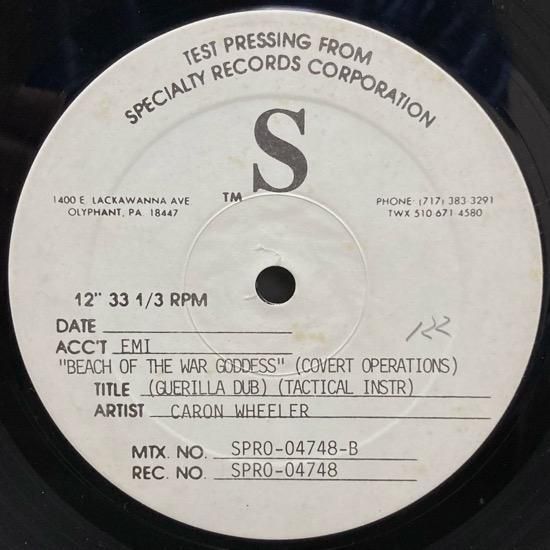 TEST PRESSING FROM
SPECIALTY RECORDS CORPORATION
S
TM
1400 E. LACKAWANNA AVE.
OLYPHANT, PA. 18447
PHONE: (717) 383 3291
TWX 510 671 4580
12" 33 1/3 RPM
DATE
ACC'T EMI
"BEACH OF THE WAR GODDESS" (COVERT OPERATIONS)
TITLE (GUERILLA DUB) (TACTICAL INSTR)
ARTIST CARON WHEELER
MTX. NO. SPRO-04748-B
REC. NO. SPRO-04748